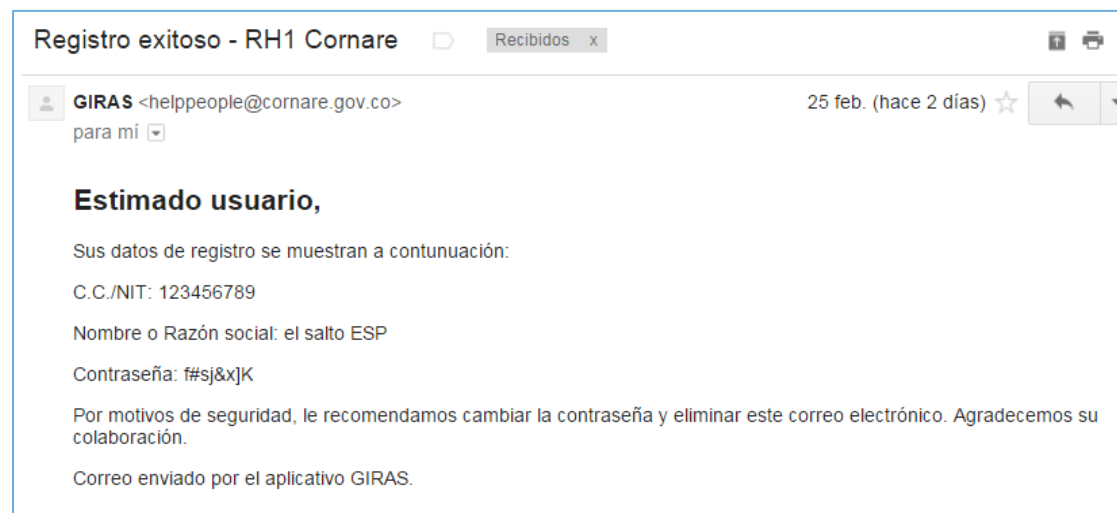 Registro exitoso - RH1 Cornare
Recibidos x
GIRAS <helppeople@cornare.gov.co>
25 feb. (hace 2 días)
para mí
Estimado usuario,
Sus datos de registro se muestran a contunuación:
C.C./NIT: 123456789
Nombre o Razón social: el salto ESP
Contraseña: f#sj&x]K
Por motivos de seguridad, le recomendamos cambiar la contraseña y eliminar este correo electrónico. Agradecemos su
colaboración.
Correo enviado por el aplicativo GIRAS.